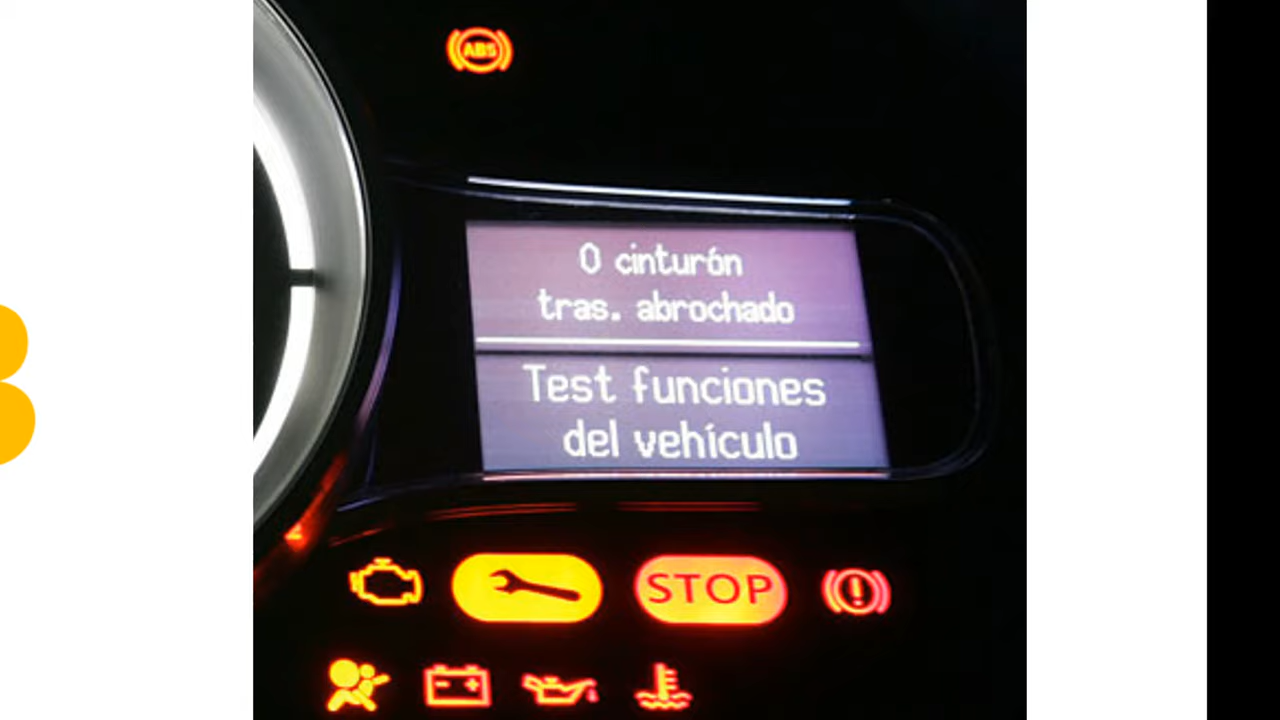 ABS
0 cinturón
tras. abrochado
Test funciones
del vehículo
STOP